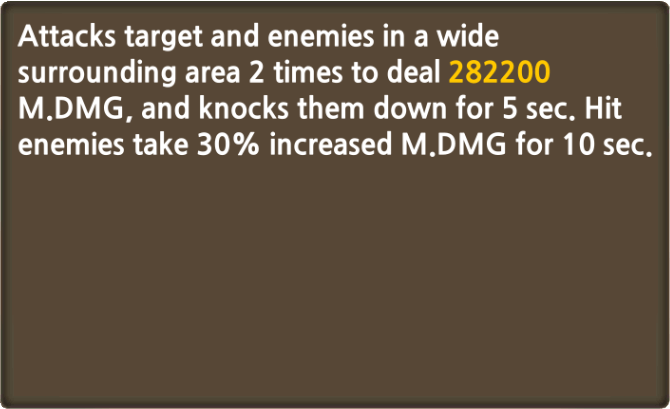 Attacks target and enemies in a wide
surrounding area 2 times to deal 282200
M.DMG, and knocks them down for 5 sec. Hit
enemies take 30% increased M.DMG for 10 sec.